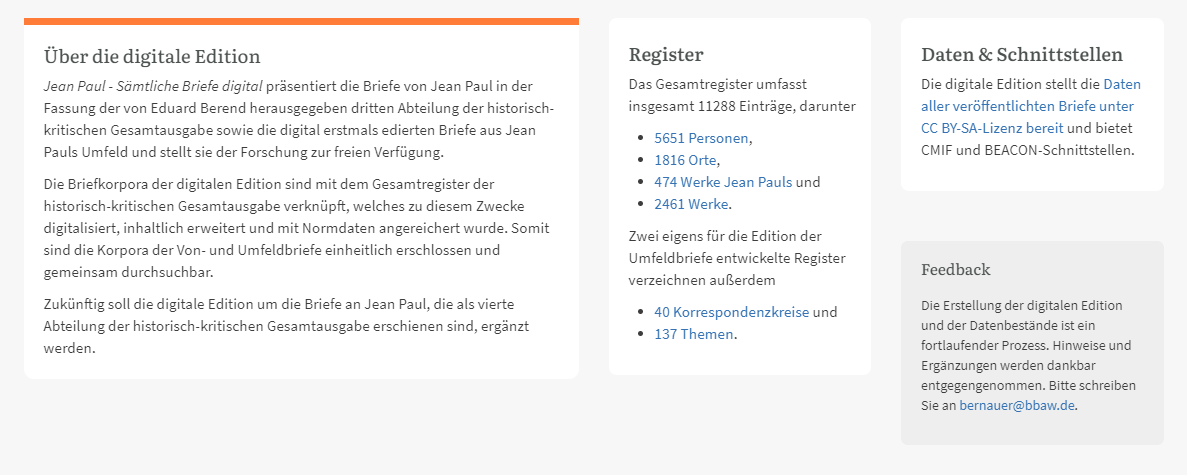 Über die digitale Edition
Jean Paul - Sämtliche Briefe digital präsentiert die Briefe von Jean Paul in der
Fassung der von Eduard Berend herausgegeben dritten Abteilung der historisch-
kritischen Gesamtausgabe sowie die digital erstmals edierten Briefe aus Jean
Pauls Umfeld und stellt sie der Forschung zur freien Verfügung.
Die Briefkorpora der digitalen Edition sind mit dem Gesamtregister der
historisch-kritischen Gesamtausgabe verknüpft, welches zu diesem Zwecke
digitalisiert, inhaltlich erweitert und mit Normdaten angereichert wurde. Somit
sind die Korpora der Von- und Umfeldbriefe einheitlich erschlossen und
gemeinsam durchsuchbar.
Zukünftig soll die digitale Edition um die Briefe an Jean Paul, die als vierte
Abteilung der historisch-kritischen Gesamtausgabe erschienen sind, ergänzt
werden.
Register
Das Gesamtregister umfasst
insgesamt 11288 Einträge, darunter
• 5651 Personen,
• 1816 Orte,
• 474 Werke Jean Pauls und
• 2461 Werke.
Zwei eigens für die Edition der
Umfeldbriefe entwickelte Register
verzeichnen außerdem
• 40 Korrespondenzkreise und
• 137 Themen.
Daten & Schnittstellen
Die digitale Edition stellt die Daten
aller veröffentlichten Briefe unter
CC BY-SA-Lizenz bereit und bietet
CMIF und BEACON-Schnittstellen.
Feedback
Die Erstellung der digitalen Edition
und der Datenbestände ist ein
fortlaufender Prozess. Hinweise und
Ergänzungen werden dankbar
entgegengenommen. Bitte schreiben
Sie an bernauer@bbaw.de.